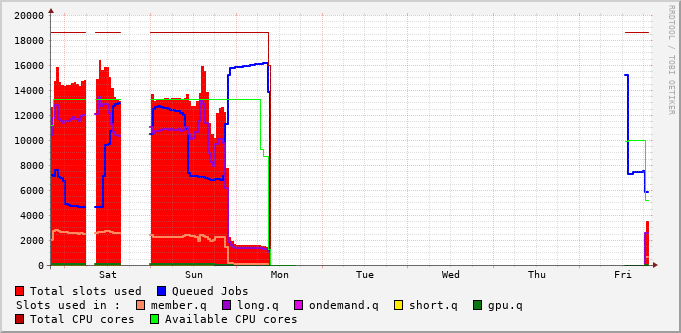 20000
18000
16000
14000
12000
10000
8000
6000
4000
2000
0
Sat Sun Mon Tue Wed Thu Fri
Total slots used Queued Jobs
Slots used in : member.q long.q ondemand.q short.q gpu.q
Total CPU cores Available CPU cores
RRDTOOL / TOBI OETIKER